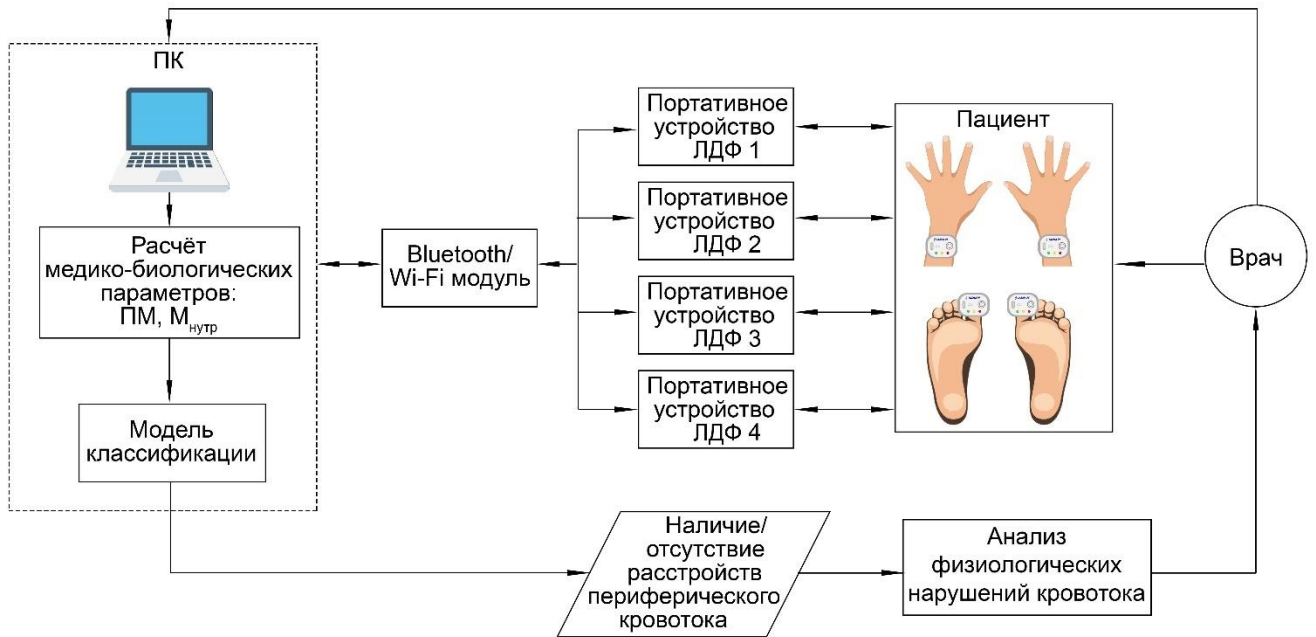 ПК
Расчёт
медико-биологических
параметров:
ПМ, Мнутр
Модель
классификации
Bluetooth/
Wi-Fi модуль
Портативное
устройство
ЛДФ 1
Портативное
устройство
ЛДФ 2
Портативное
устройство
ЛДФ 3
Портативное
устройство
ЛДФ 4
Пациент
Врач
Наличие/
отсутствие
расстройств
периферического
кровотока
Анализ
физиологических
нарушений кровотока